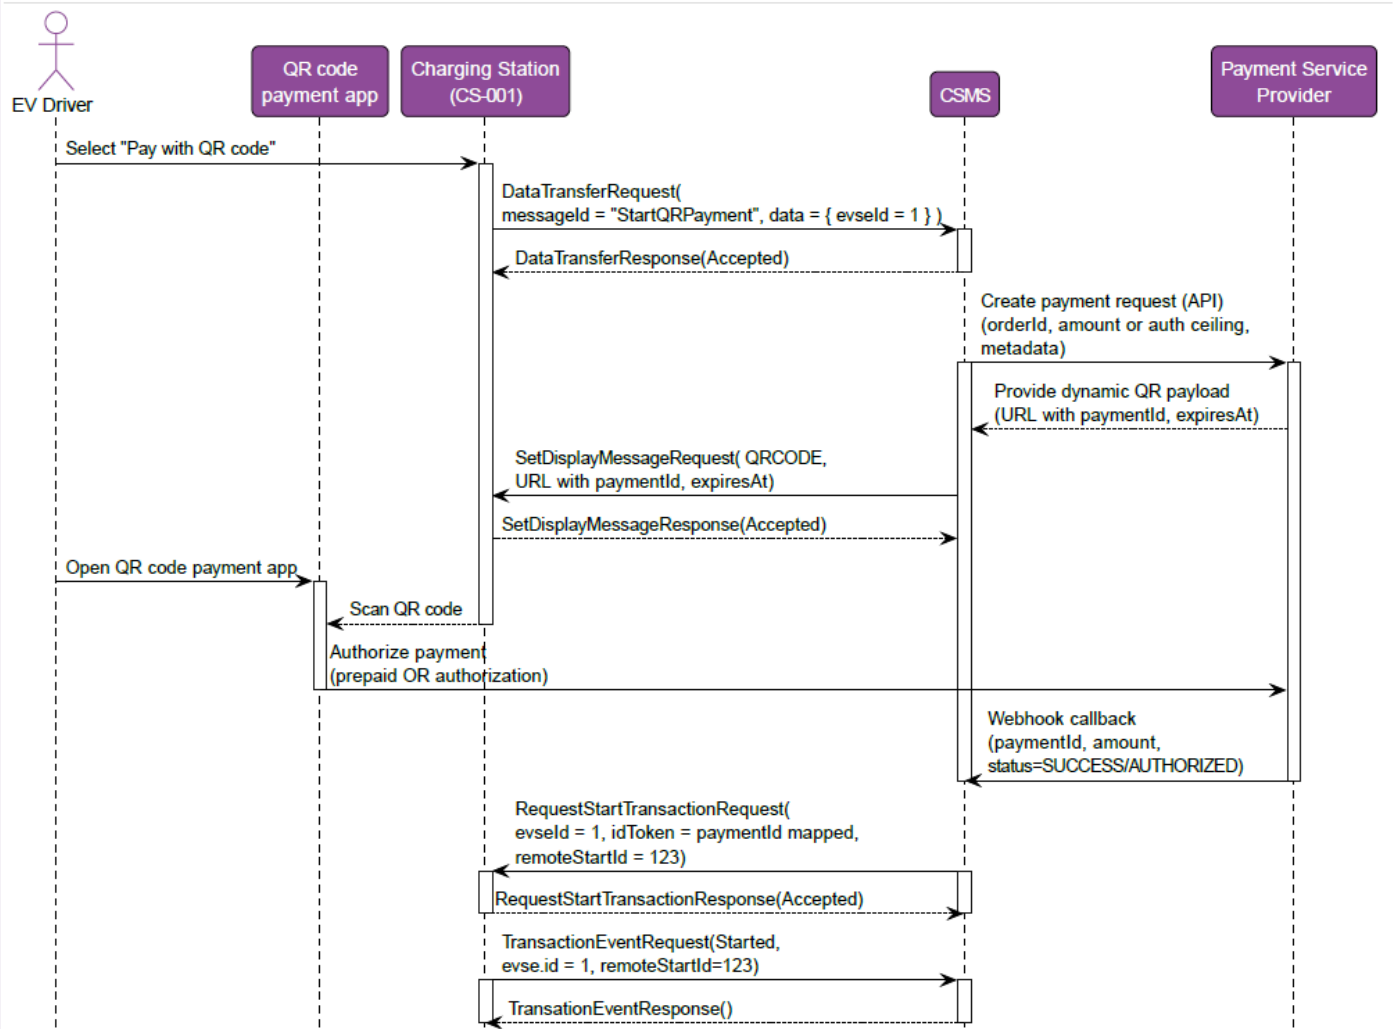 EV Driver
QR code
payment app
Charging Station
(CS-001)
CSMS
Payment Service
Provider
Select "Pay with QR code"
DataTransferRequest(
messageId = "StartQRPayment", data = { evseId = 1 } )
DataTransferResponse(Accepted)
Create payment request (API)
(orderId, amount or auth ceiling,
metadata)
Provide dynamic QR payload
(URL with paymentId, expiresAt)
SetDisplayMessageRequest( QRCODE,
URL with paymentId, expiresAt)
SetDisplayMessageResponse(Accepted)
Open QR code payment app
Scan QR code
Authorize payment
(prepaid OR authorization)
Webhook callback
(paymentId, amount,
status=SUCCESS/AUTHORIZED)
RequestStartTransactionRequest(
evseId = 1, idToken = paymentId mapped,
remoteStartId = 123)
RequestStartTransactionResponse(Accepted)
TransactionEventRequest(Started,
evse.id = 1, remoteStartId=123)
TransationEventResponse()